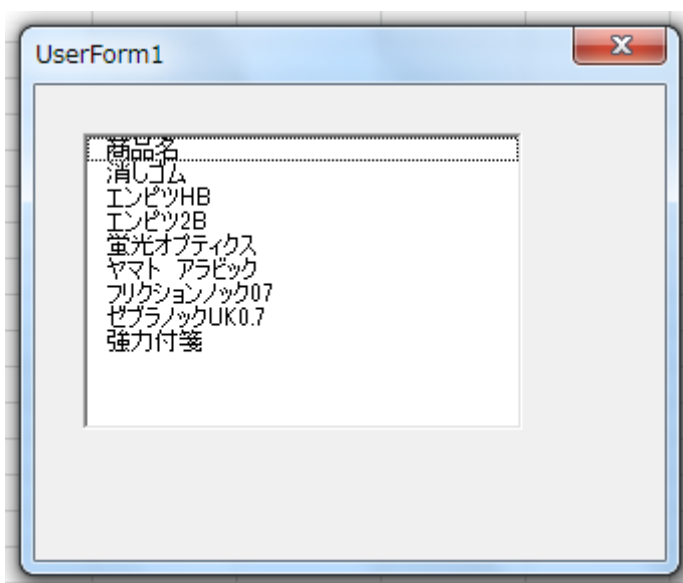 UserForm1
商品名
消しゴム
エンピツHB
エンピツ2B
蛍光オプティクス
ヤマト　アラビック
フリクションノック07
ゼブラノックUK0.7
強力付箋